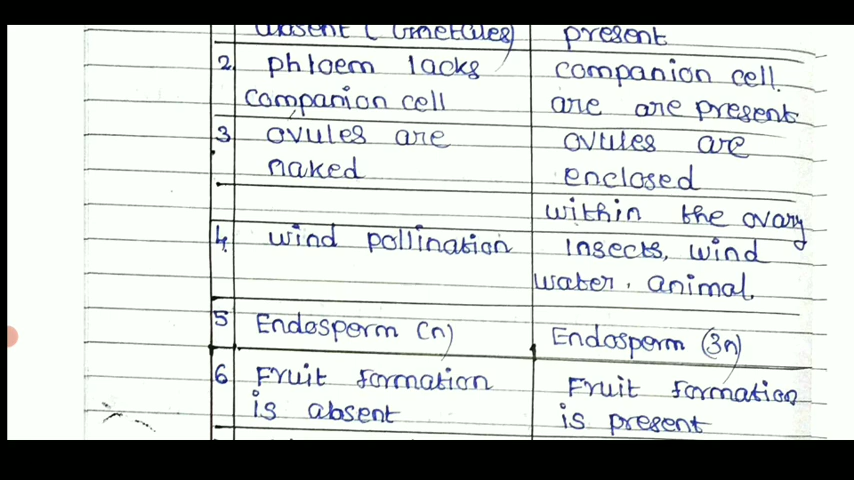 absent (Gnetales) present
2. phloem lacks companion cell.
companion cell are are present
3 ovules are ovules are
naked enclosed
within the ovary
4. wind pollination insects, wind
water, animal.
5 Endosperm (n) Endosperm (3n)
6 Fruit formation Fruit formation
is absent is present